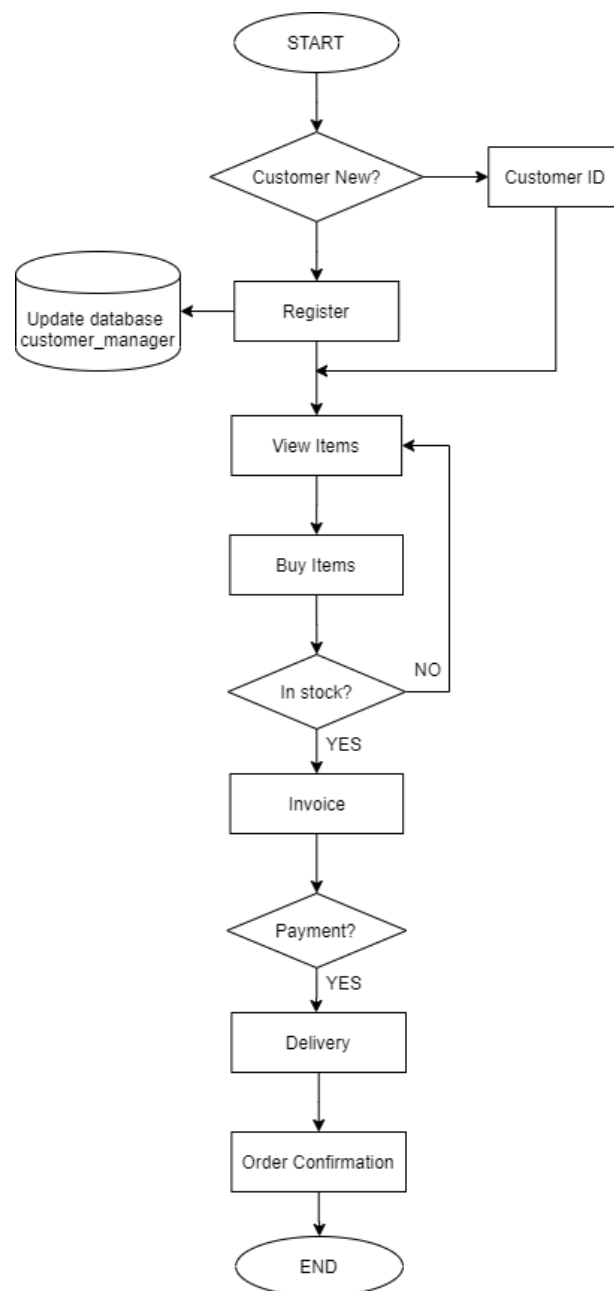 START
Customer New?
Customer ID
Update database
customer_manager
Register
View Items
Buy Items
In stock?
NO
YES
Invoice
Payment?
YES
Delivery
Order Confirmation
END